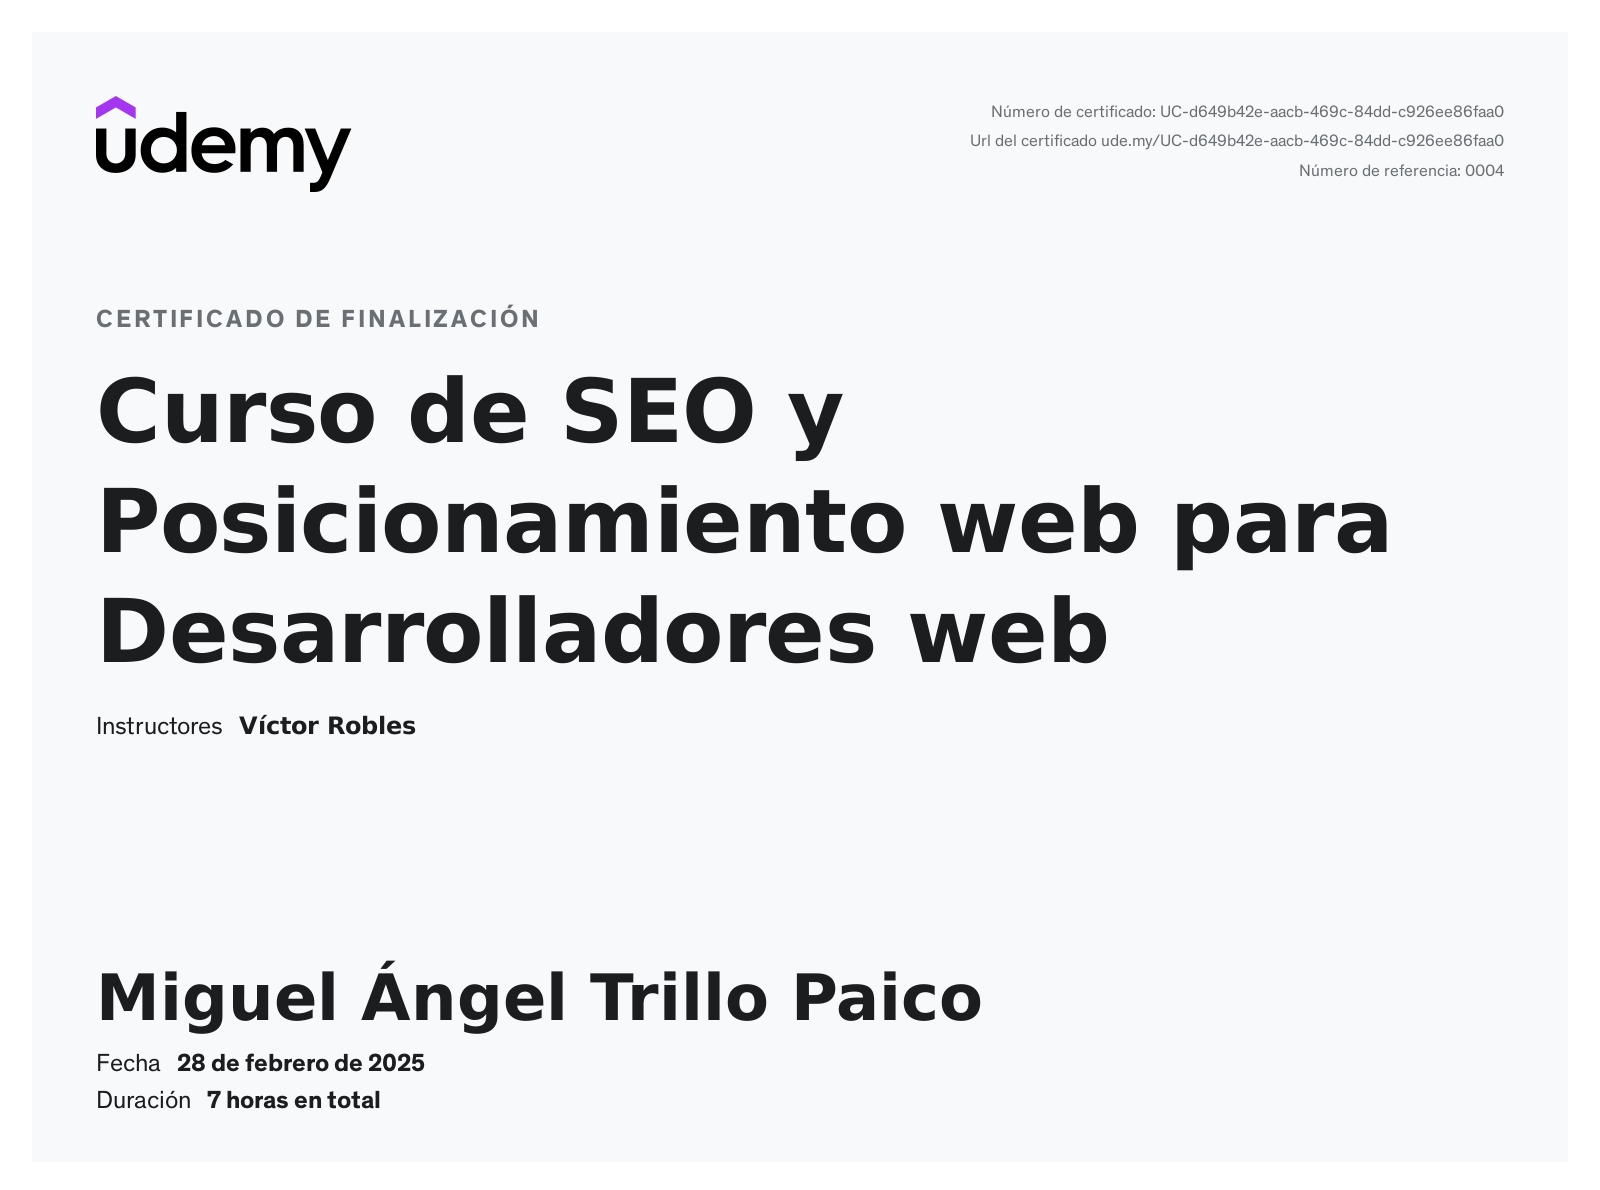 udemy
Número de certificado: UC-d649b42e-aacb-469c-84dd-c926ee86faa0
Url del certificado ude.my/UC-d649b42e-aacb-469c-84dd-c926ee86faa0
Número de referencia: 0004
CERTIFICADO DE FINALIZACIÓN
Curso de SEO y
Posicionamiento web para
Desarrolladores web
Instructores Víctor Robles
Miguel Ángel Trillo Paico
Fecha 28 de febrero de 2025
Duración 7 horas en total